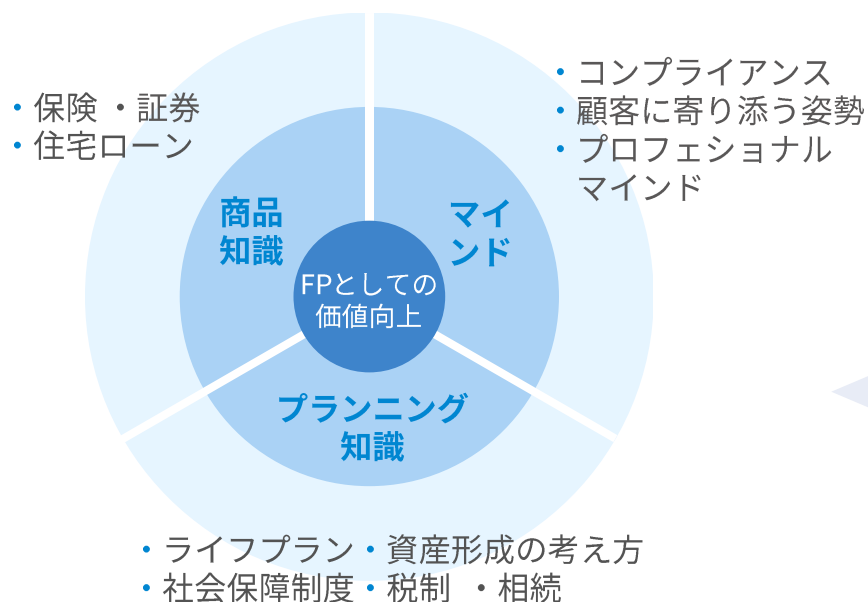 ・保険 ・証券
・住宅ローン
・コンプライアンス
・顧客に寄り添う姿勢
・プロフェショナル
マインド
商品
知識
マイ
ンド
FPとしての
価値向上
プランニング
知識
・ライフプラン・資産形成の考え方
・社会保障制度・税制 ・相続